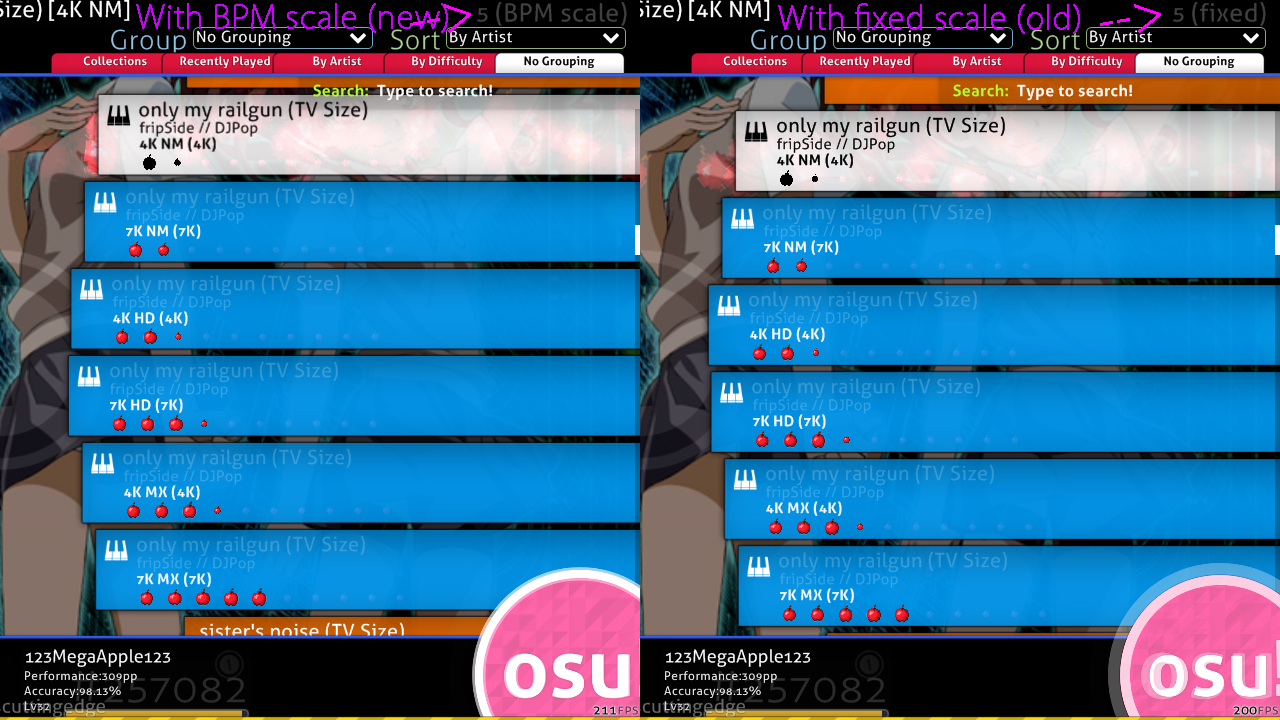 Size) [4K NM] With BPM scale (new) --> 5 (BPM scale)
Group No Grouping Sort By Artist
Collections Recently Played By Artist By Difficulty No Grouping
Search: Type to search!
only my railgun (TV Size)
fripSide // DJPop
4K NM (4K)
only my railgun (TV Size)
fripSide // DJPop
7K NM (7K)
only my railgun (TV Size)
fripSide // DJPop
4K HD (4K)
only my railgun (TV Size)
fripSide // DJPop
7K HD (7K)
only my railgun (TV Size)
fripSide // DJPop
4K MX (4K)
only my railgun (TV Size)
fripSide // DJPop
7K MX (7K)
sister's noise (TV Size)
123MegaApple123
Performance:309pp
Accuracy:98.13%
Lv32
#257082
1
cuttingedge
osu
211FPS
Size) [4K NM] With fixed scale (old) --> 5 (fixed)
Group No Grouping Sort By Artist
Collections Recently Played By Artist By Difficulty No Grouping
Search: Type to search!
only my railgun (TV Size)
fripSide // DJPop
4K NM (4K)
only my railgun (TV Size)
fripSide // DJPop
7K NM (7K)
only my railgun (TV Size)
fripSide // DJPop
4K HD (4K)
only my railgun (TV Size)
fripSide // DJPop
7K HD (7K)
only my railgun (TV Size)
fripSide // DJPop
4K MX (4K)
only my railgun (TV Size)
fripSide // DJPop
7K MX (7K)
123MegaApple123
Performance:309pp
Accuracy:98.13%
Lv32
#257082
1
cuttingedge
osu!
200FPS